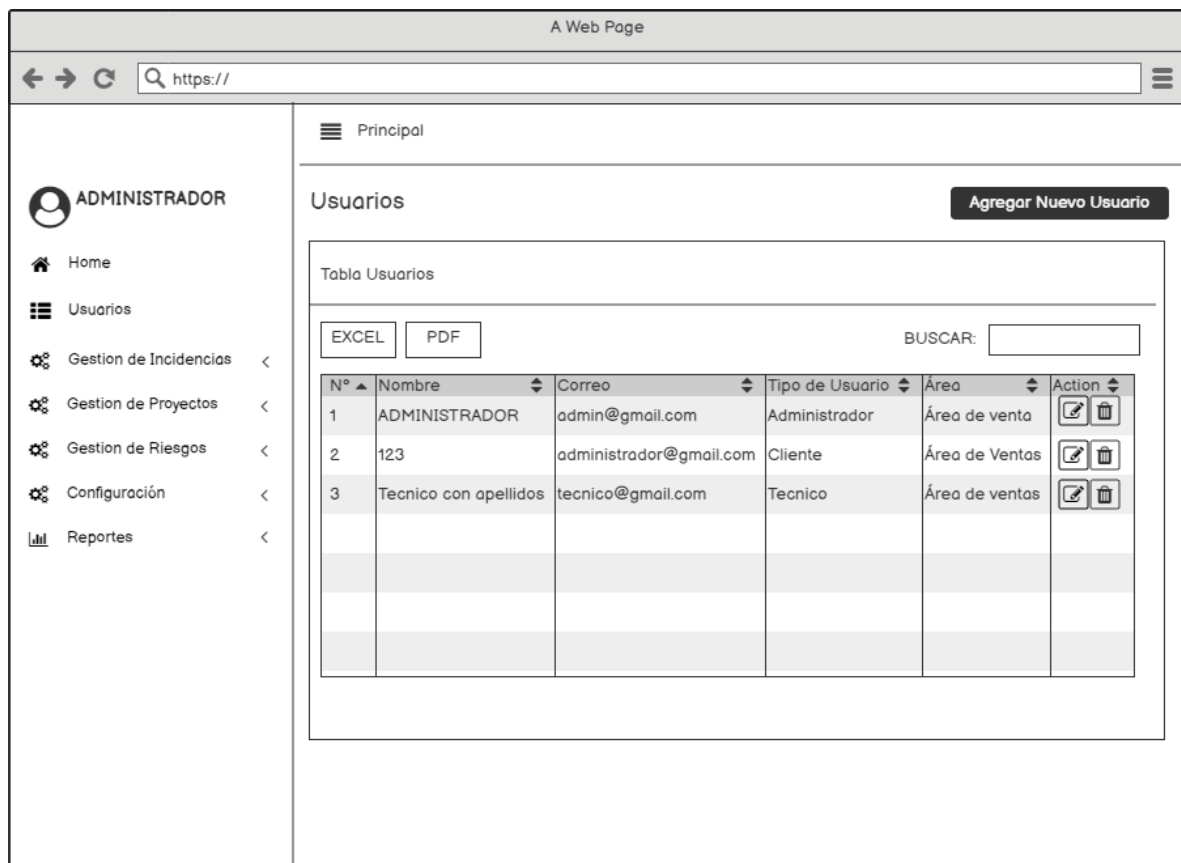 A Web Page
https://
Principal
ADMINISTRADOR
Home
Usuarios
Gestion de Incidencias
Gestion de Proyectos
Gestion de Riesgos
Configuración
Reportes
Usuarios
Agregar Nuevo Usuario
Tabla Usuarios
EXCEL PDF BUSCAR:
Nº Nombre Correo Tipo de Usuario Área Action
1 ADMINISTRADOR admin@gmail.com Administrador Área de venta
2 123 administrador@gmail.com Cliente Área de Ventas
3 Tecnico con apellidos tecnico@gmail.com Tecnico Área de ventas